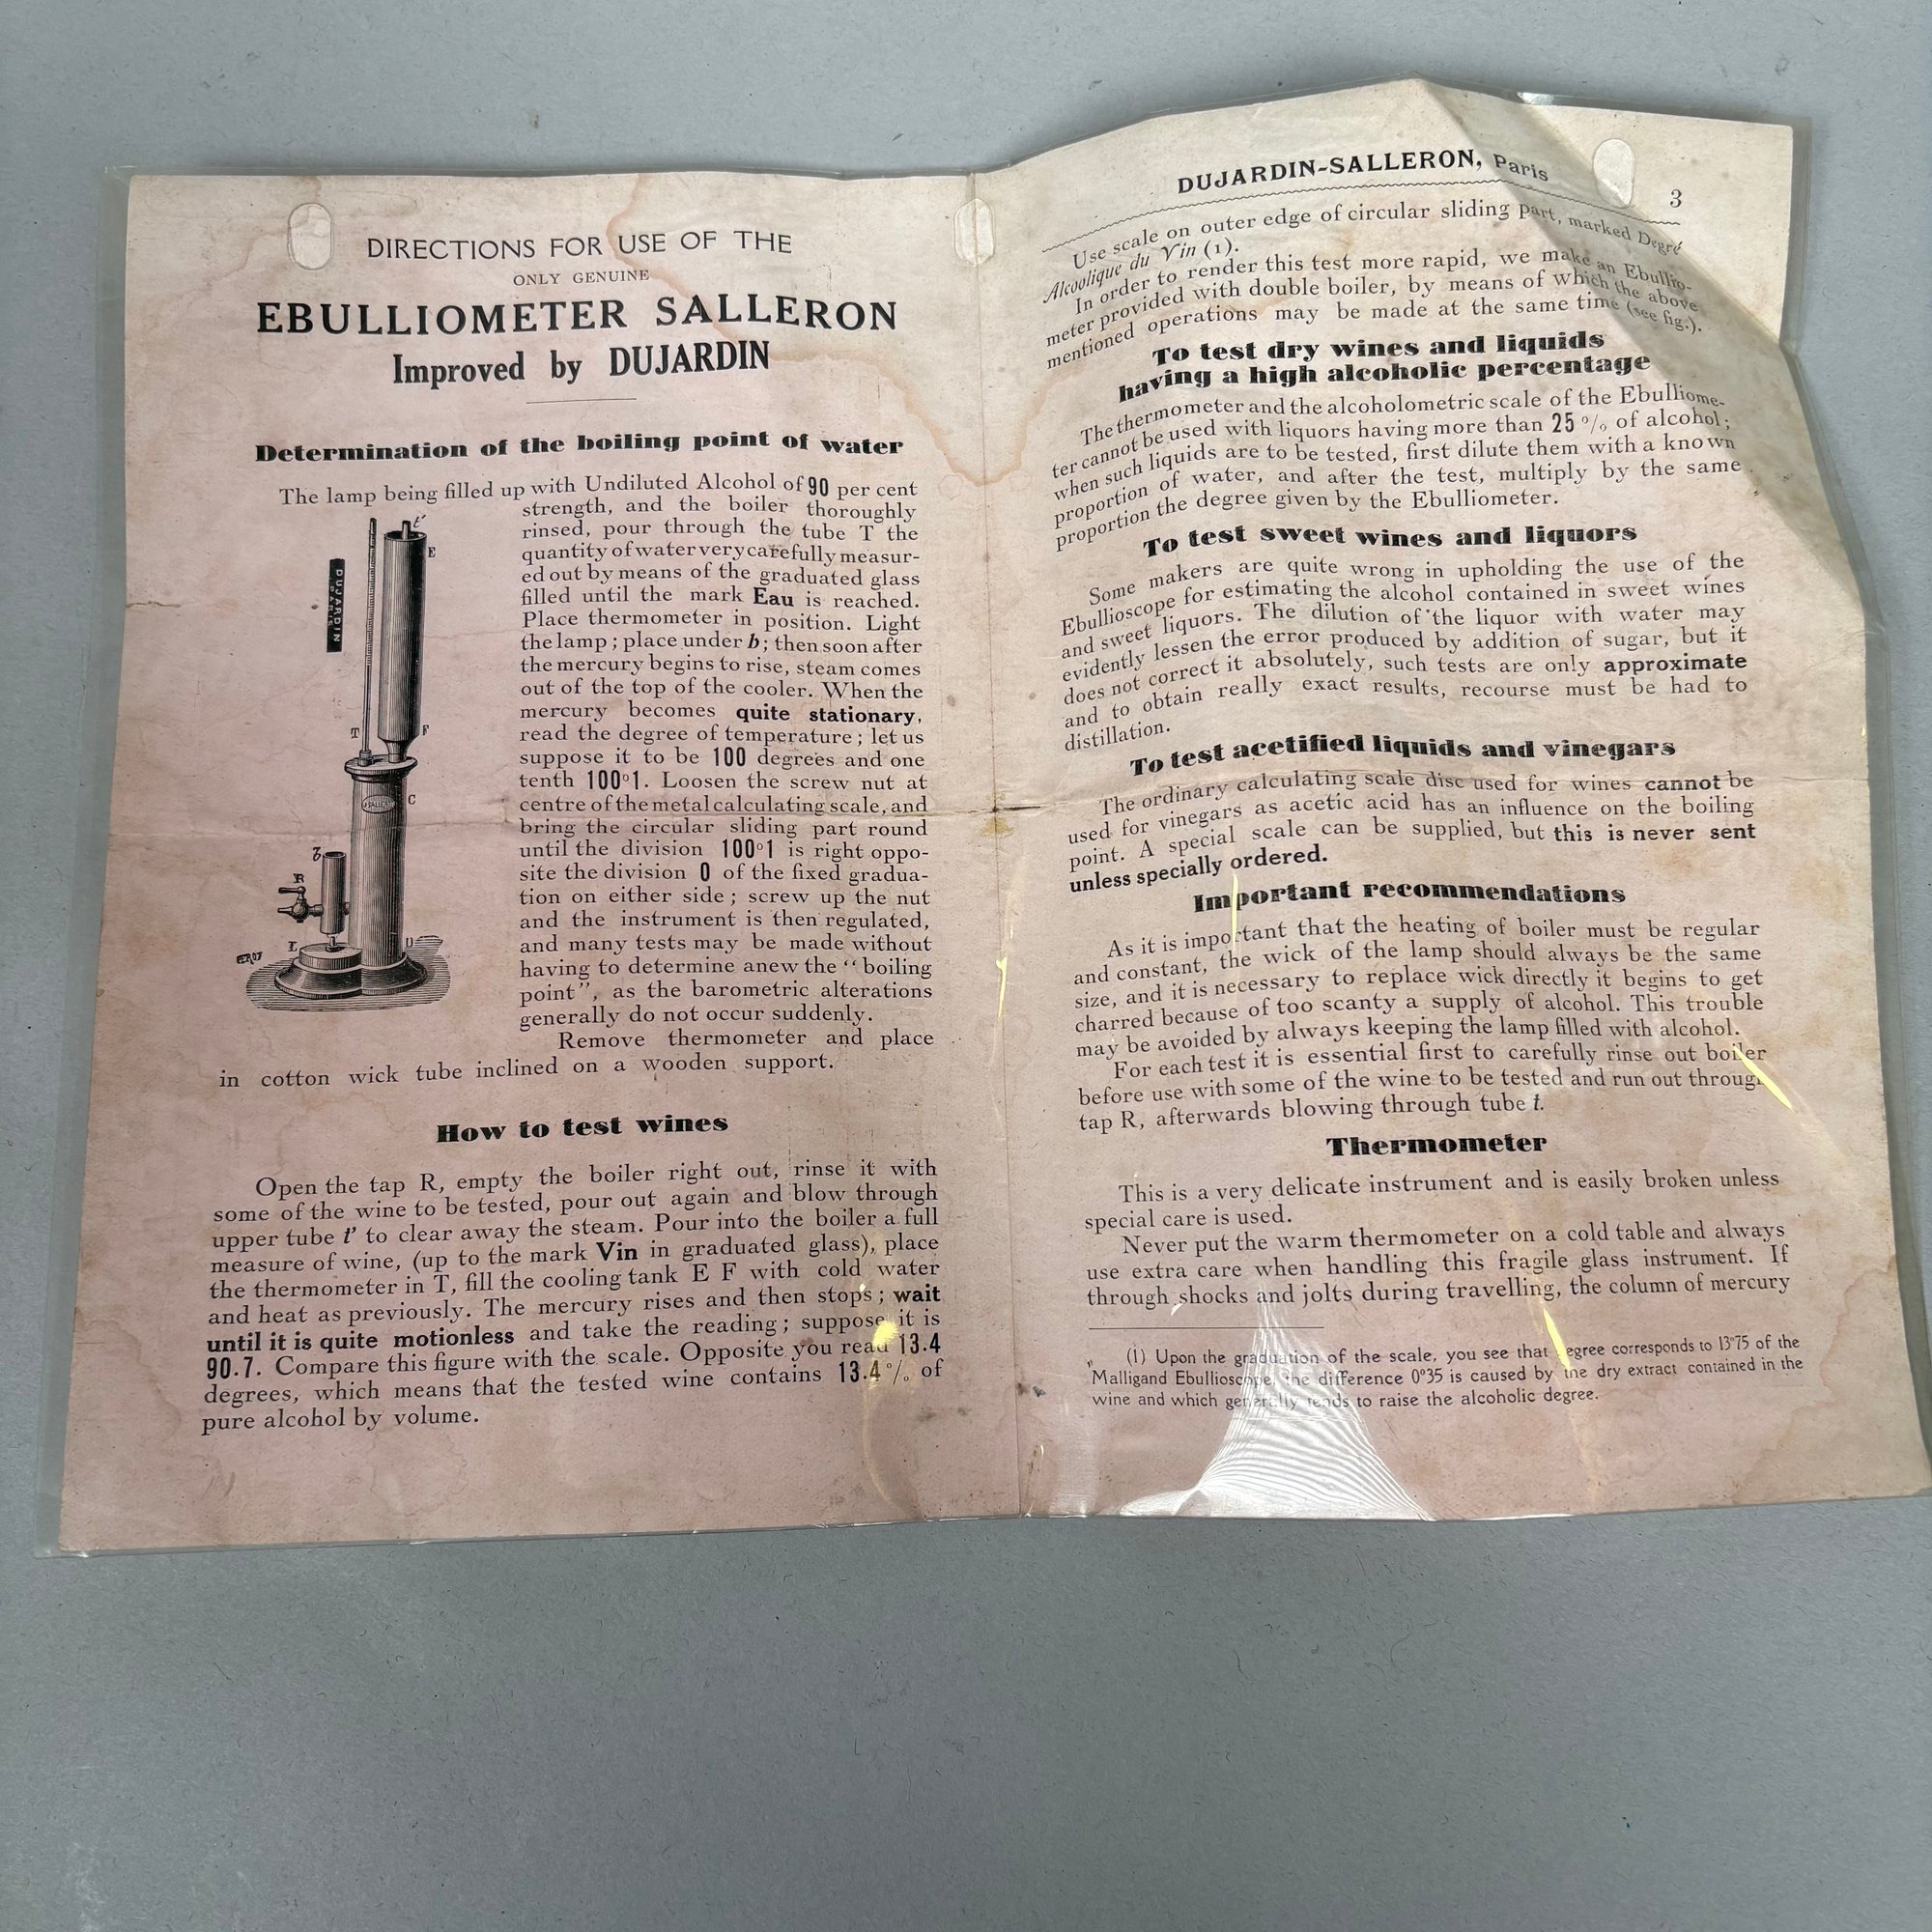 DIRECTIONS FOR USE OF THE
ONLY GENUINE
EBULLIOMETER SALLERON
Improved by DUJARDIN
Determination of the boiling point of water
The lamp being filled up with Undiluted Alcohol of 90 per cent
strength, and the boiler thoroughly
rinsed, pour through the tube T the
quantity of water very carefully measur-
ed out by means of the graduated glass
filled until the mark Eau is reached.
Place thermometer in position. Light
the lamp ; place under b ; then soon after
the mercury begins to rise, steam comes
out of the top of the cooler. When the
mercury becomes quite stationary,
read the degree of temperature ; let us
suppose it to be 100 degrees and one
tenth 100°1. Loosen the screw nut at
centre of the metal calculating scale, and
bring the circular sliding part round
until the division 100°1 is right oppo-
site the division 0 of the fixed gradua-
tion on either side ; screw up the nut
and the instrument is then regulated,
and many tests may be made without
having to determine anew the “ boiling
point”, as the barometric alterations
generally do not occur suddenly.
Remove thermometer and place
in cotton wick tube inclined on a wooden support.
t'
E
DUJARDIN
PARIS
T
F
SALLERON
C
b
R
L
D
How to test wines
Open the tap R, empty the boiler right out, rinse it with
some of the wine to be tested, pour out again and blow through
upper tube t' to clear away the steam. Pour into the boiler a full
measure of wine, (up to the mark Vin in graduated glass), place
the thermometer in T, fill the cooling tank E F with cold water
and heat as previously. The mercury rises and then stops ; wait
until it is quite motionless and take the reading ; suppose it is
90.7. Compare this figure with the scale. Opposite you read 13.4
degrees, which means that the tested wine contains 13.4 % of
pure alcohol by volume.
DUJARDIN-SALLERON, Paris
3
Use scale on outer edge of circular sliding part, marked Degré
Alcoolique du Vin (1).
In order to render this test more rapid, we make an Ebullio-
meter provided with double boiler, by means of which the above
mentioned operations may be made at the same time (see fig.).
To test dry wines and liquids
having a high alcoholic percentage
The thermometer and the alcoholometric scale of the Ebulliome-
ter cannot be used with liquors having more than 25 % of alcohol ;
when such liquids are to be tested, first dilute them with a known
proportion of water, and after the test, multiply by the same
proportion the degree given by the Ebulliometer.
To test sweet wines and liquors
Some makers are quite wrong in upholding the use of the
Ebullioscope for estimating the alcohol contained in sweet wines
and sweet liquors. The dilution of the liquor with water may
evidently lessen the error produced by addition of sugar, but it
does not correct it absolutely, such tests are only approximate
and to obtain really exact results, recourse must be had to
distillation.
To test acetified liquids and vinegars
The ordinary calculating scale disc used for wines cannot be
used for vinegars as acetic acid has an influence on the boiling
point. A special scale can be supplied, but this is never sent
unless specially ordered.
Important recommendations
As it is important that the heating of boiler must be regular
and constant, the wick of the lamp should always be the same
size, and it is necessary to replace wick directly it begins to get
charred because of too scanty a supply of alcohol. This trouble
may be avoided by always keeping the lamp filled with alcohol.
For each test it is essential first to carefully rinse out boiler
before use with some of the wine to be tested and run out through
tap R, afterwards blowing through tube t.
Thermometer
This is a very delicate instrument and is easily broken unless
special care is used.
Never put the warm thermometer on a cold table and always
use extra care when handling this fragile glass instrument. If
through shocks and jolts during travelling, the column of mercury
(1) Upon the graduation of the scale, you see that egree corresponds to 13°75 of the
Malligand Ebullioscope, the difference 0°35 is caused by the dry extract contained in the
wine and which generally tends to raise the alcoholic degree.